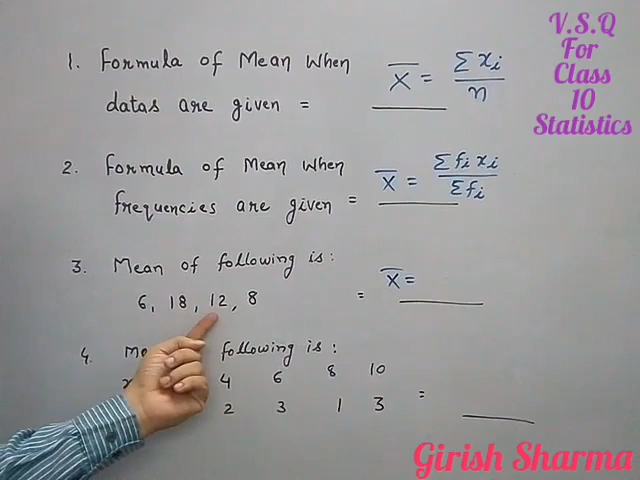 V.S.Q
For
Class
10
Statistics
1. Formula of Mean When
datas are given = x̄ = Σxi/n
2. Formula of Mean When
frequencies are given = x̄ = Σfixi/Σfi
3. Mean of following is:
6, 18, 12, 8 = x̄ =
4. following is:
4 6 8 10
2 3 1 3 =
Girish Sharma